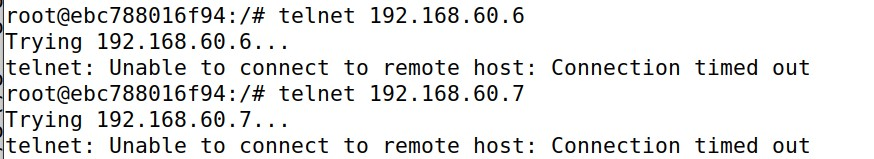 root@ebc788016f94:/# telnet 192.168.60.6
Trying 192.168.60.6...
telnet: Unable to connect to remote host: Connection timed out
root@ebc788016f94:/# telnet 192.168.60.7
Trying 192.168.60.7...
telnet: Unable to connect to remote host: Connection timed out